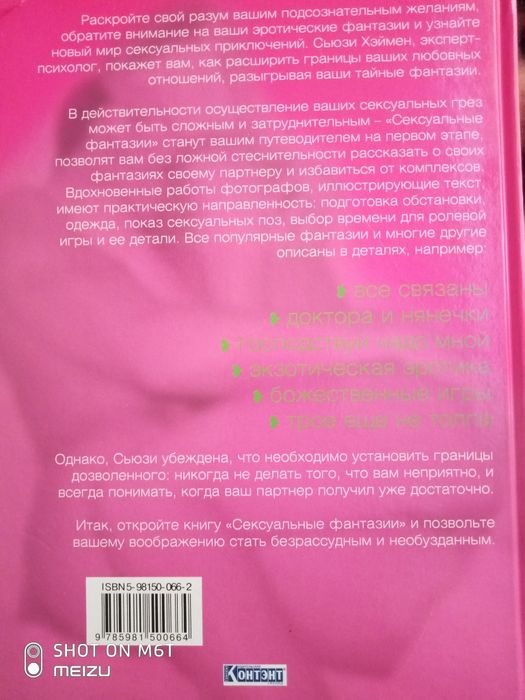 Раскройте свой разум вашим подсознательным желаниям,
обратите внимание на ваши эротические фантазии и узнайте
новый мир сексуальных приключений. Сьюзи Хэймен, эксперт-
психолог, покажет вам, как расширить границы ваших любовных
отношений, разыгрывая ваши тайные фантазии.
В действительности осуществление ваших сексуальных грез
может быть сложным и затруднительным – «Сексуальные
фантазии» станут вашим путеводителем на первом этапе,
позволят вам без ложной стеснительности рассказать о своих
фантазиях своему партнеру и избавиться от комплексов.
Вдохновенные работы фотографов, иллюстрирующие текст,
имеют практическую направленность: подготовка обстановки,
одежда, показ сексуальных поз, выбор времени для ролевой
игры и ее детали. Все популярные фантазии и многие другие
описаны в деталях, например:
все связаны
доктора и нянечки
господствуй надо мной
экзотическая эротика
божественные игры
трое еще не толпа
Однако, Сьюзи убеждена, что необходимо установить границы
дозволенного: никогда не делать того, что вам неприятно, и
всегда понимать, когда ваш партнер получил уже достаточно.
Итак, откройте книгу «Сексуальные фантазии» и позвольте
вашему воображению стать безрассудным и необузданным.
ISBN 5-98150-066-2
9 785981 500664
SHOT ON M6T
MEIZU
КОНТЭНТ